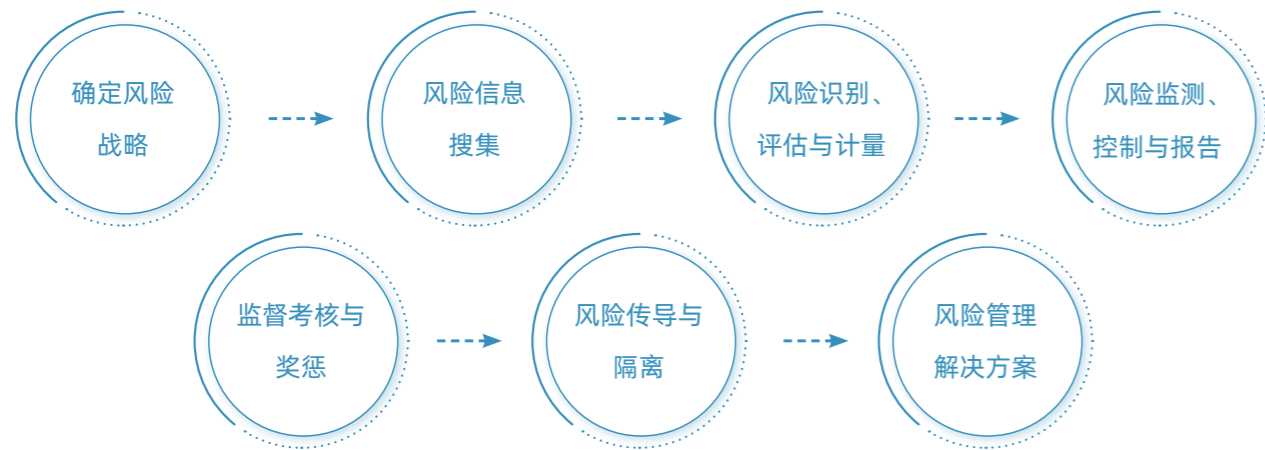 确定风险
战略
风险信息
搜集
风险识别、
评估与计量
风险监测、
控制与报告
监督考核与
奖惩
风险传导与
隔离
风险管理
解决方案